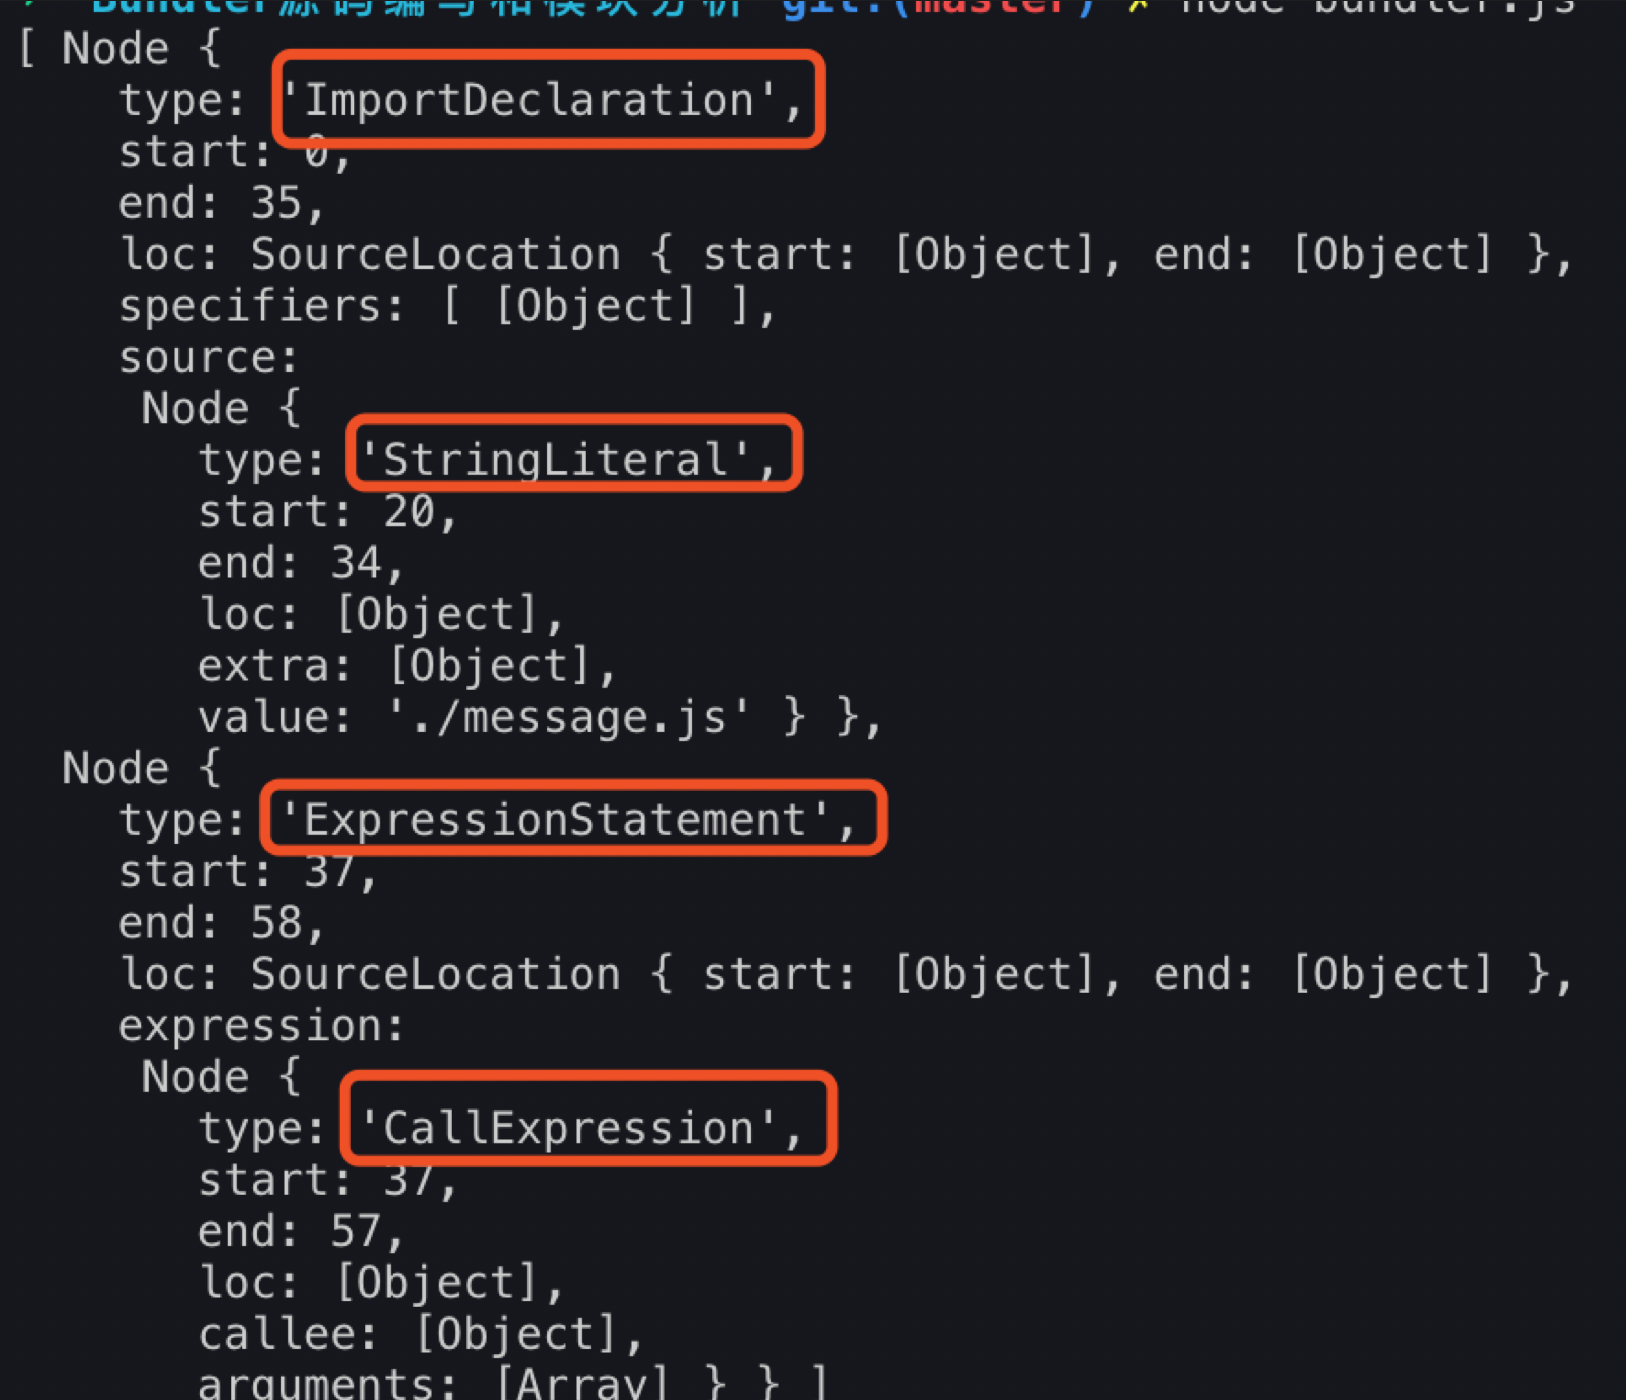 Bundler源码编写和模块分析 git:(master) ✗ node bundler.js
[ Node {
type: 'ImportDeclaration',
start: 0,
end: 35,
loc: SourceLocation { start: [Object], end: [Object] },
specifiers: [ [Object] ],
source:
Node {
type: 'StringLiteral',
start: 20,
end: 34,
loc: [Object],
extra: [Object],
value: './message.js' } },
Node {
type: 'ExpressionStatement',
start: 37,
end: 58,
loc: SourceLocation { start: [Object], end: [Object] },
expression:
Node {
type: 'CallExpression',
start: 37,
end: 57,
loc: [Object],
callee: [Object],
arguments: [Array] } } ]